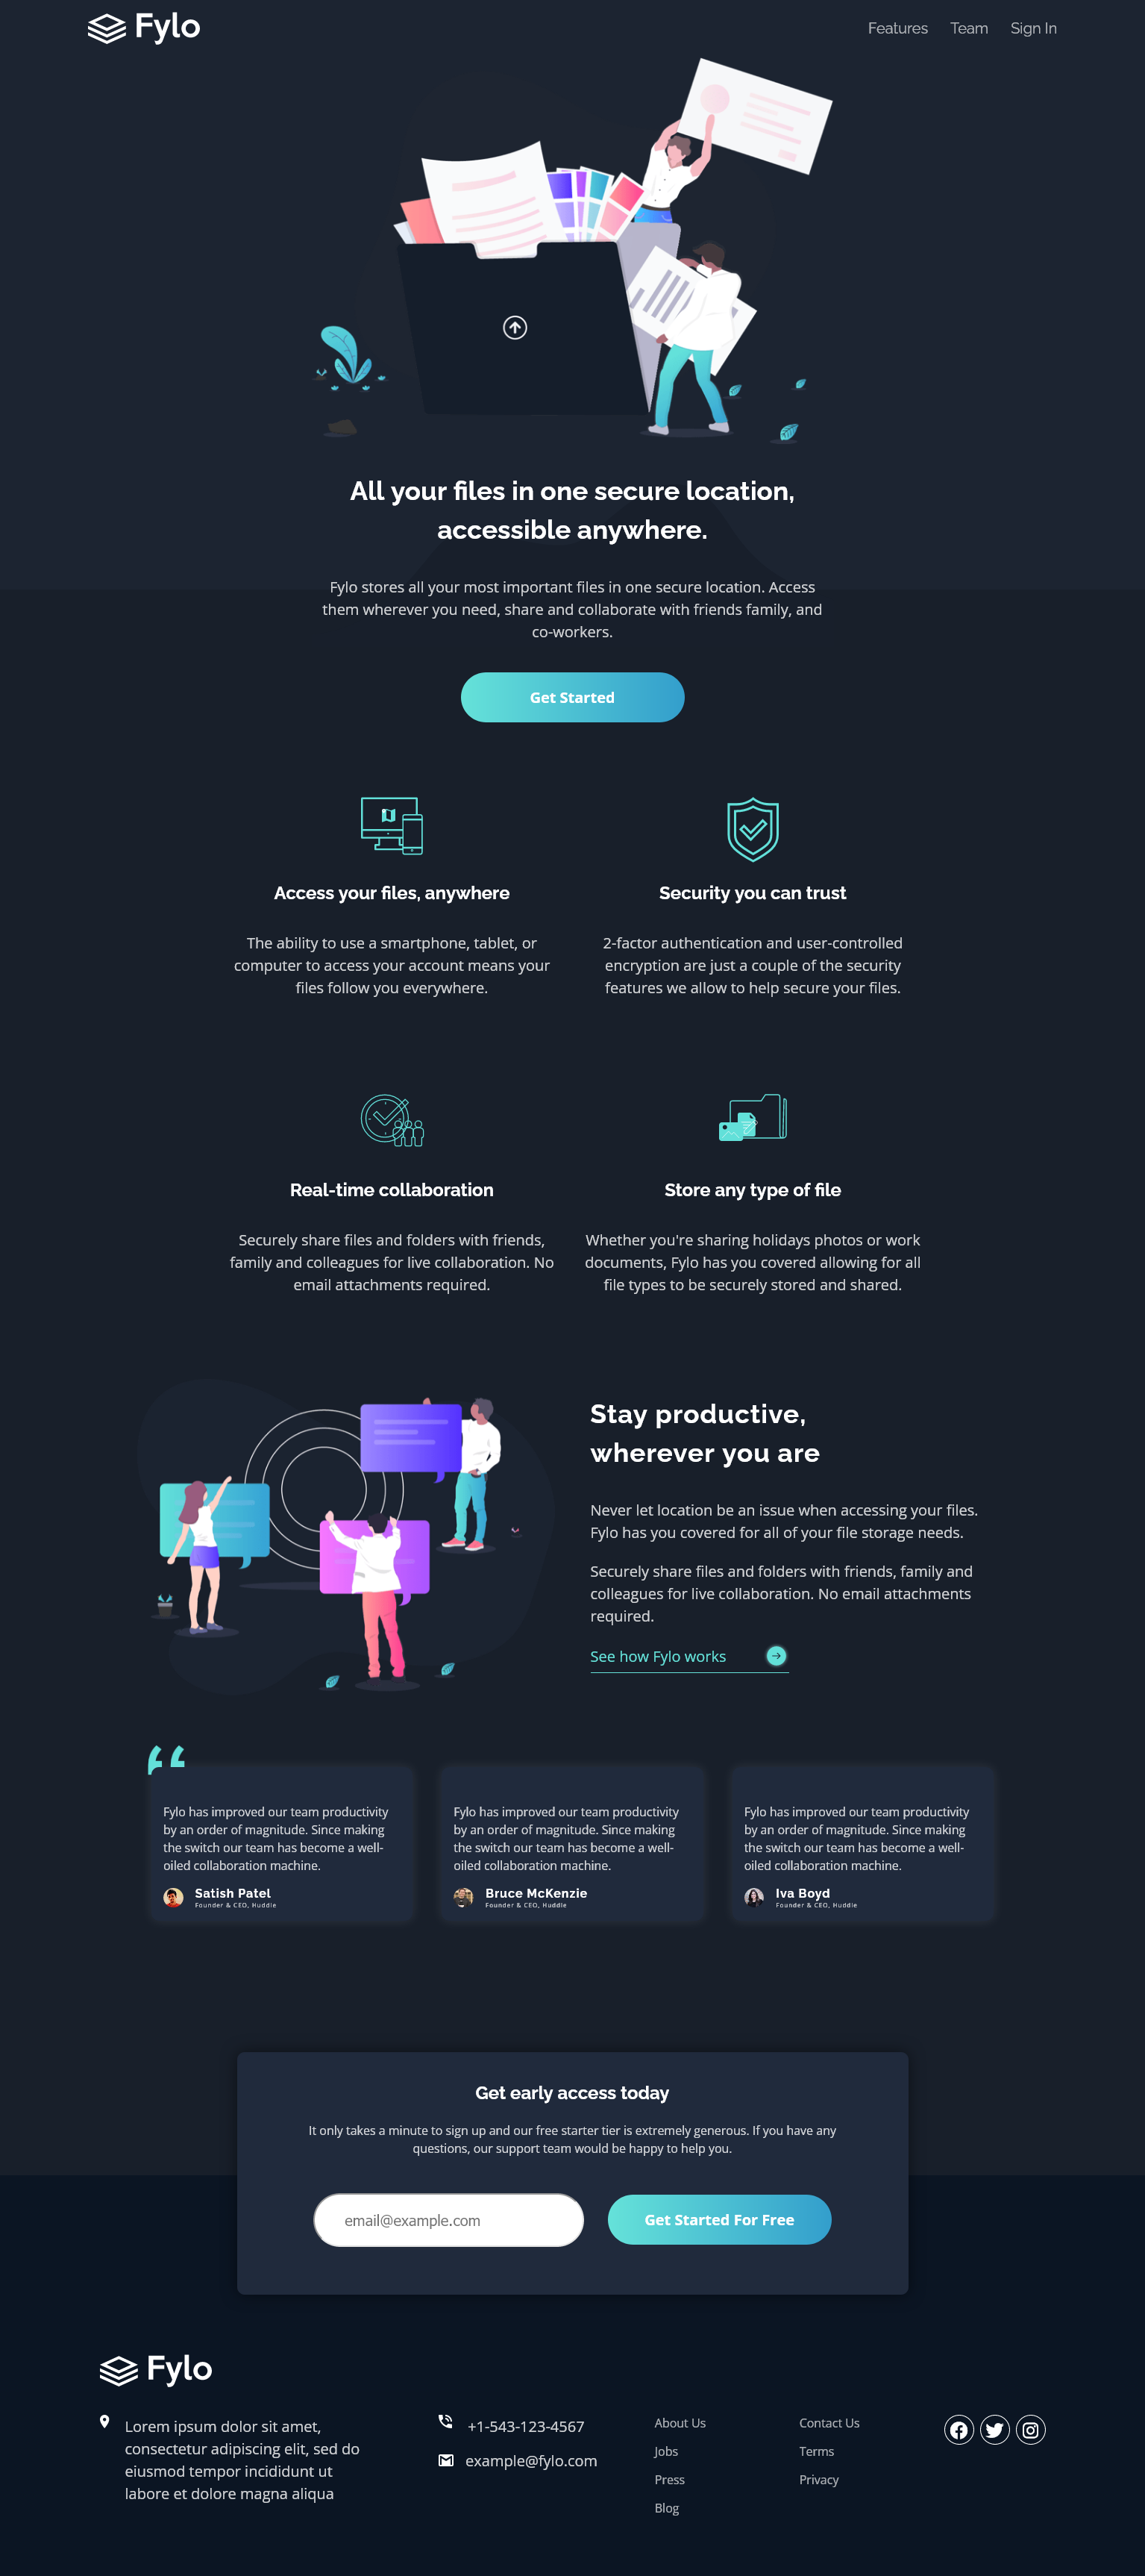 Fylo
Features Team Sign In
All your files in one secure location,
accessible anywhere.
Fylo stores all your most important files in one secure location. Access
them wherever you need, share and collaborate with friends family, and
co-workers.
Get Started
Access your files, anywhere
The ability to use a smartphone, tablet, or
computer to access your account means your
files follow you everywhere.
Security you can trust
2-factor authentication and user-controlled
encryption are just a couple of the security
features we allow to help secure your files.
Real-time collaboration
Securely share files and folders with friends,
family and colleagues for live collaboration. No
email attachments required.
Store any type of file
Whether you're sharing holidays photos or work
documents, Fylo has you covered allowing for all
file types to be securely stored and shared.
Stay productive,
wherever you are
Never let location be an issue when accessing your files.
Fylo has you covered for all of your file storage needs.
Securely share files and folders with friends, family and
colleagues for live collaboration. No email attachments
required.
See how Fylo works
“
Fylo has improved our team productivity
by an order of magnitude. Since making
the switch our team has become a well-
oiled collaboration machine.
Satish Patel
Founder & CEO, Huddle
Fylo has improved our team productivity
by an order of magnitude. Since making
the switch our team has become a well-
oiled collaboration machine.
Bruce McKenzie
Founder & CEO, Huddle
Fylo has improved our team productivity
by an order of magnitude. Since making
the switch our team has become a well-
oiled collaboration machine.
Iva Boyd
Founder & CEO, Huddle
Get early access today
It only takes a minute to sign up and our free starter tier is extremely generous. If you have any
questions, our support team would be happy to help you.
email@example.com
Get Started For Free
Fylo
Lorem ipsum dolor sit amet,
consectetur adipiscing elit, sed do
eiusmod tempor incididunt ut
labore et dolore magna aliqua
+1-543-123-4567
example@fylo.com
About Us
Jobs
Press
Blog
Contact Us
Terms
Privacy